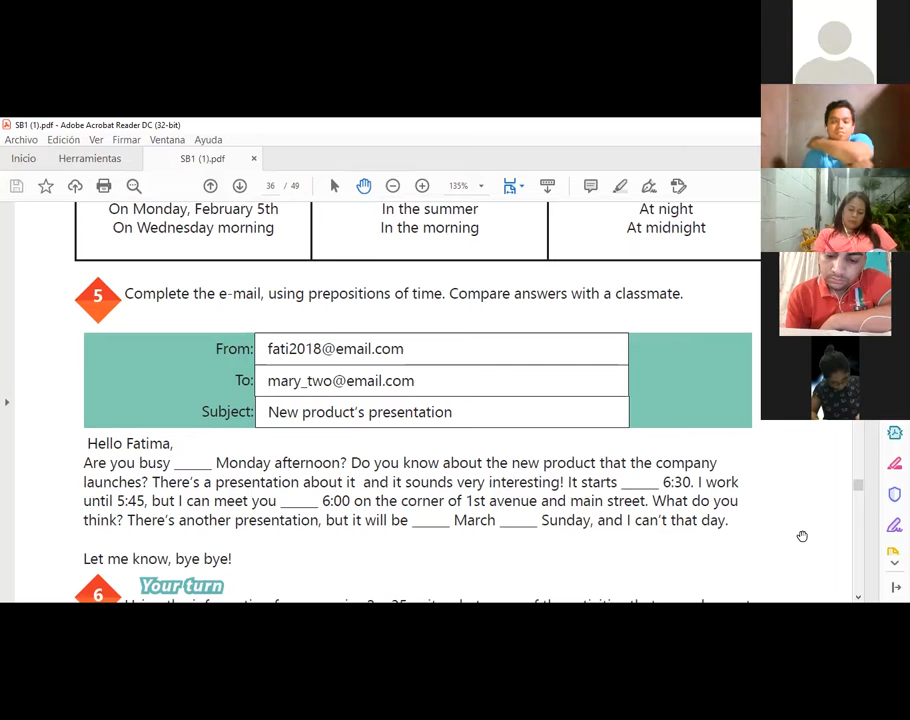 SB1 (1).pdf - Adobe Acrobat Reader DC (32-bit)
Archivo Edición Ver Firmar Ventana Ayuda
Inicio Herramientas SB1 (1).pdf ×
36 / 49 135%
On Monday, February 5th In the summer At night
On Wednesday morning In the morning At midnight
5 Complete the e-mail, using prepositions of time. Compare answers with a classmate.
From: fati2018@email.com
To: mary_two@email.com
Subject: New product's presentation
Hello Fatima,
Are you busy _____ Monday afternoon? Do you know about the new product that the company
launches? There's a presentation about it and it sounds very interesting! It starts _____ 6:30. I work
until 5:45, but I can meet you _____ 6:00 on the corner of 1st avenue and main street. What do you
think? There's another presentation, but it will be _____ March _____ Sunday, and I can't that day.
Let me know, bye bye!
6 Your turn